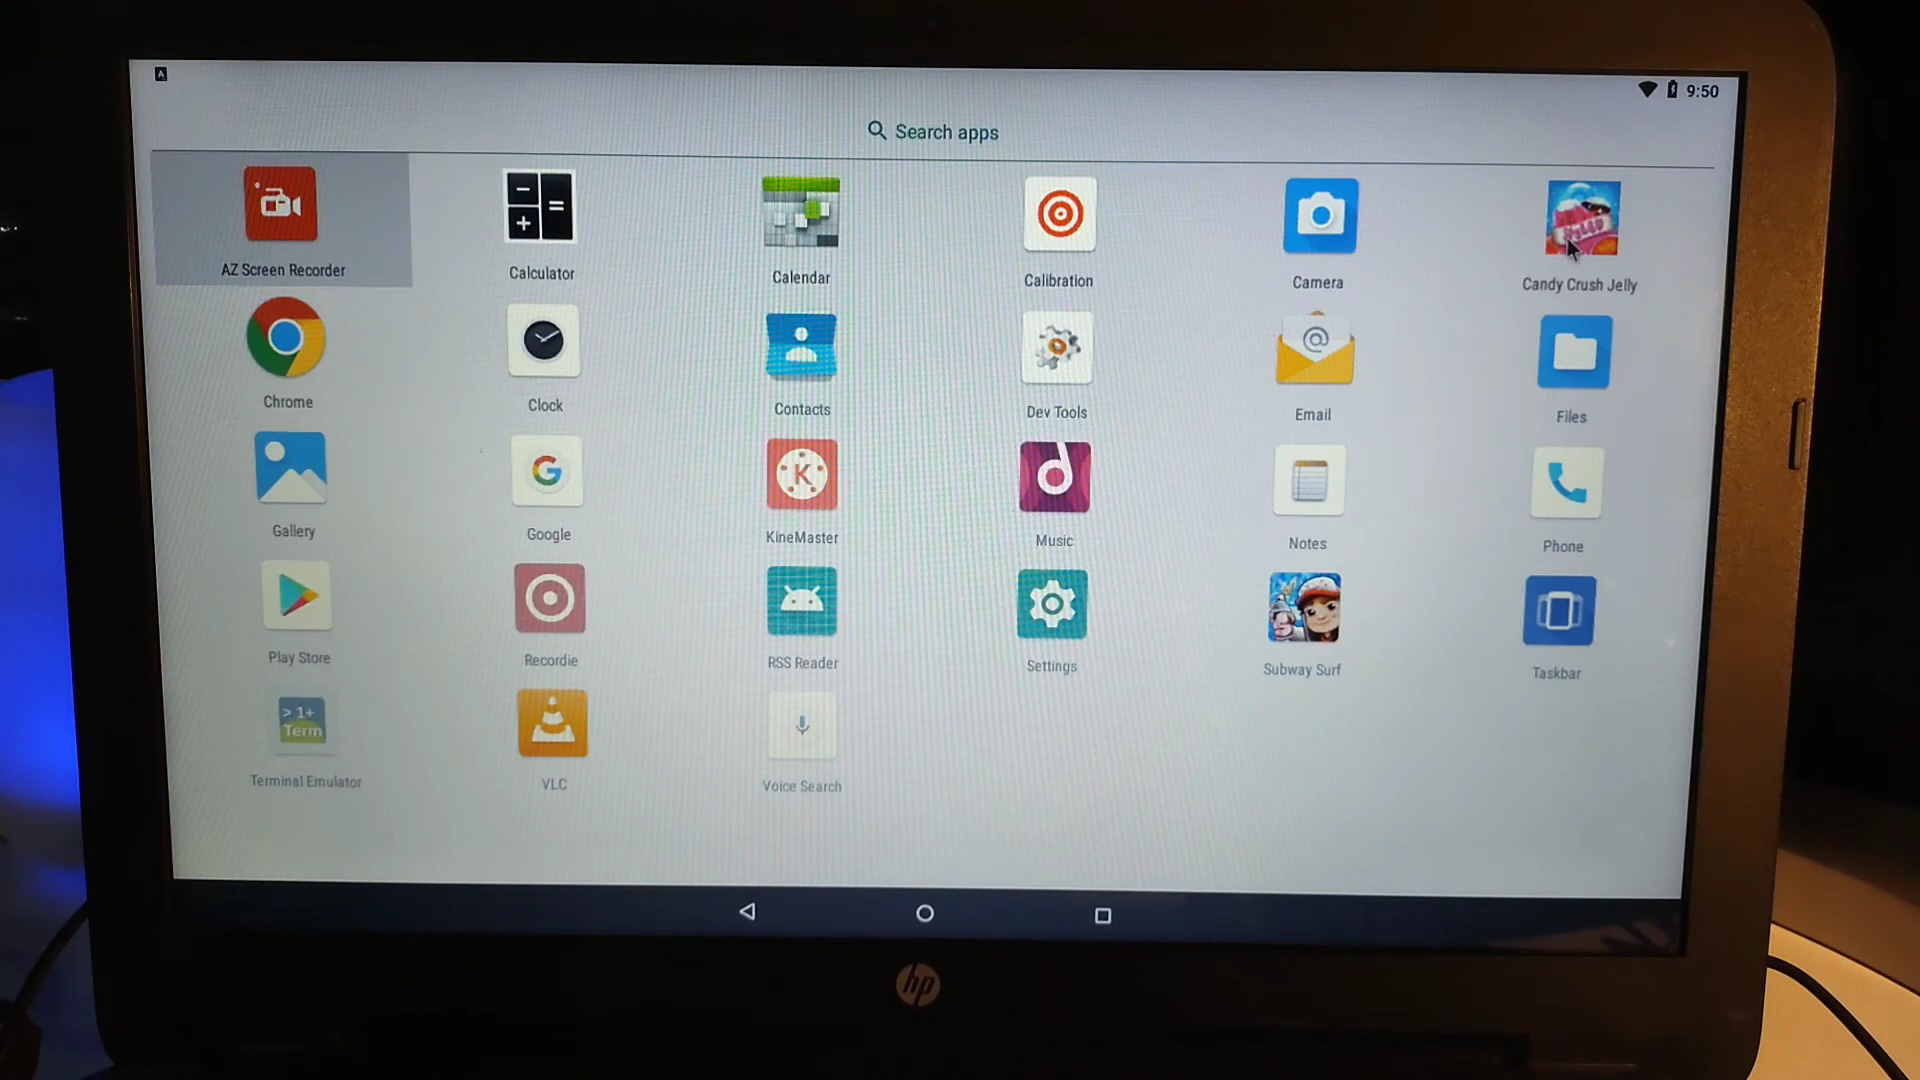 A
9:50
Search apps
AZ Screen Recorder
Calculator
Calendar
Calibration
Camera
Candy Crush Jelly
Chrome
Clock
Contacts
Dev Tools
@
Email
Files
Gallery
G
Google
K
KineMaster
Music
Notes
Phone
Play Store
Recordie
RSS Reader
Settings
Subway Surf
Taskbar
> 1+
Term
Terminal Emulator
VLC
Voice Search
hp